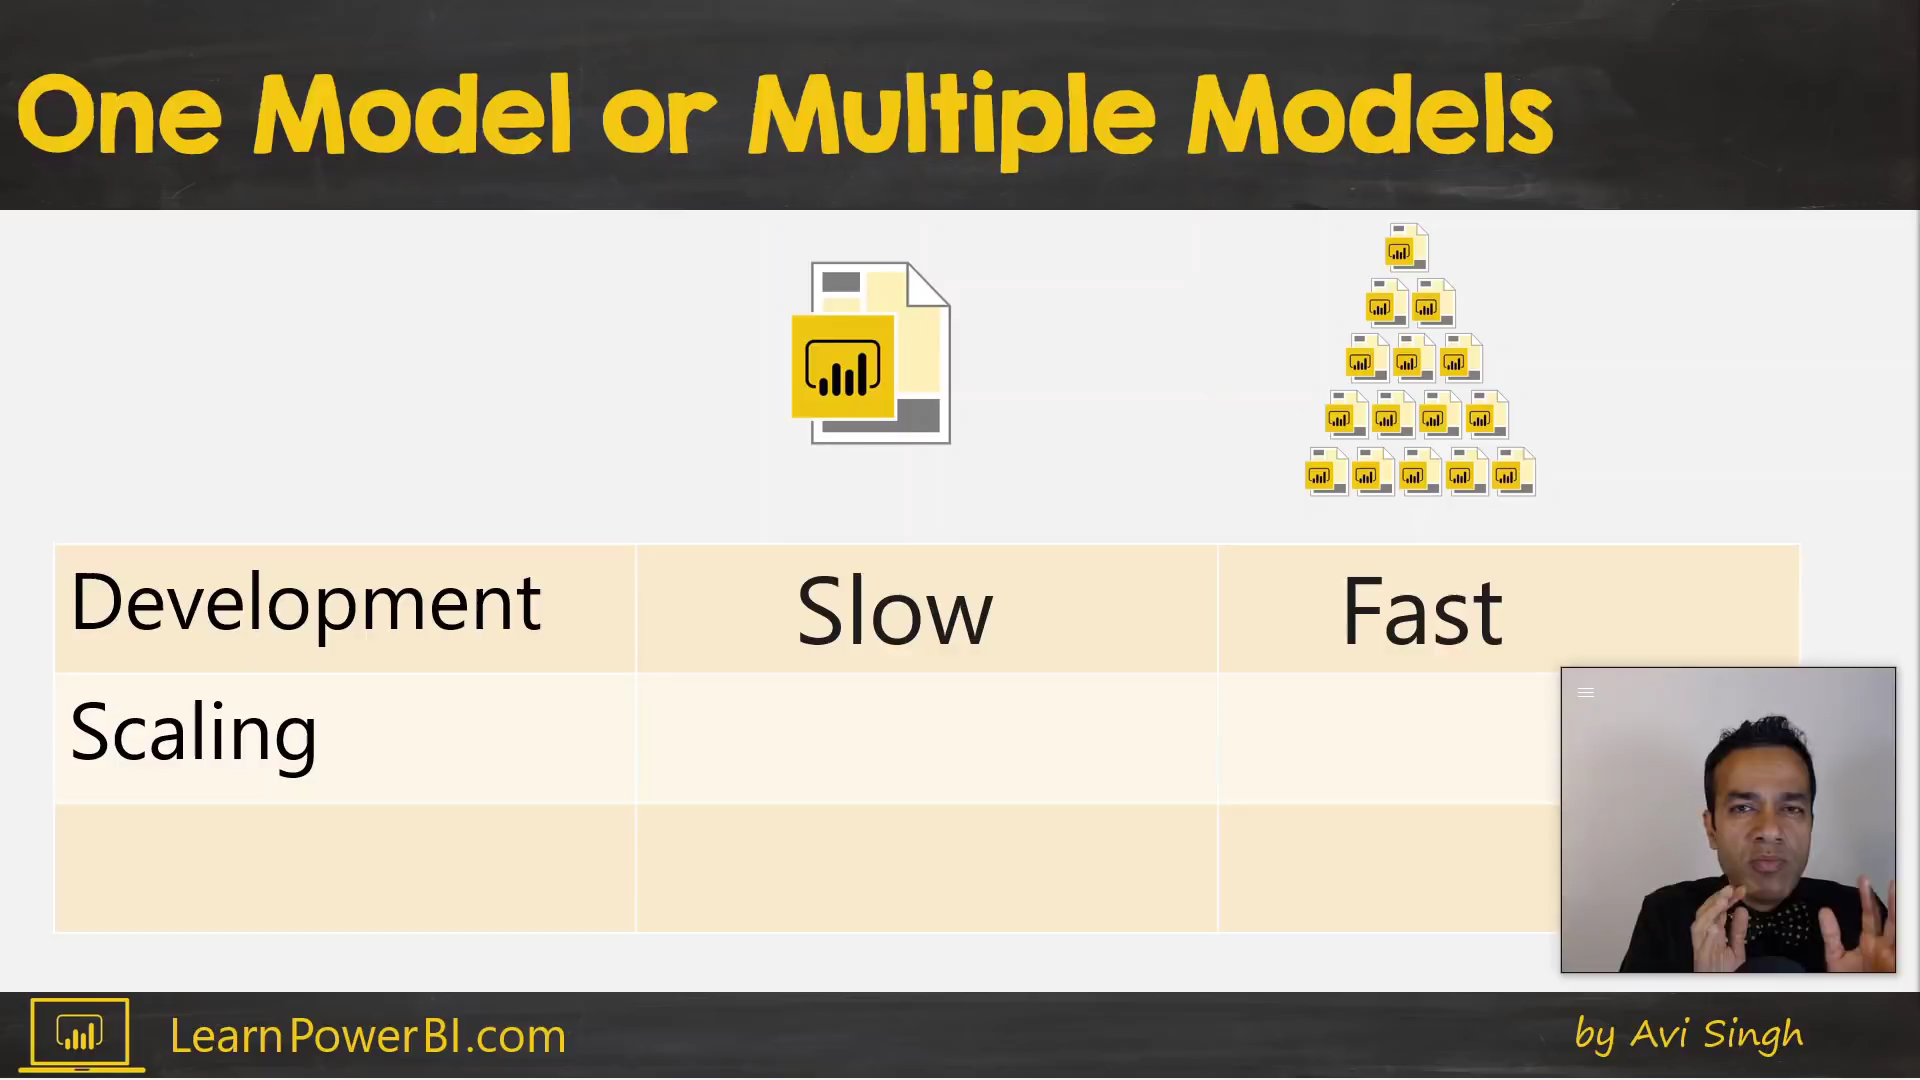 One Model or Multiple Models
Development Slow Fast
Scaling
LearnPowerBI.com
by Avi Singh